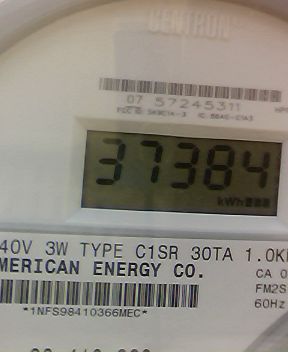 CENTRON
07 57245311
37384
kWh
40V 3W TYPE C1SR 30TA 1.0K
MERICAN ENERGY CO.
CA 0
FM2S
60Hz
*1NFS98410366MEC*